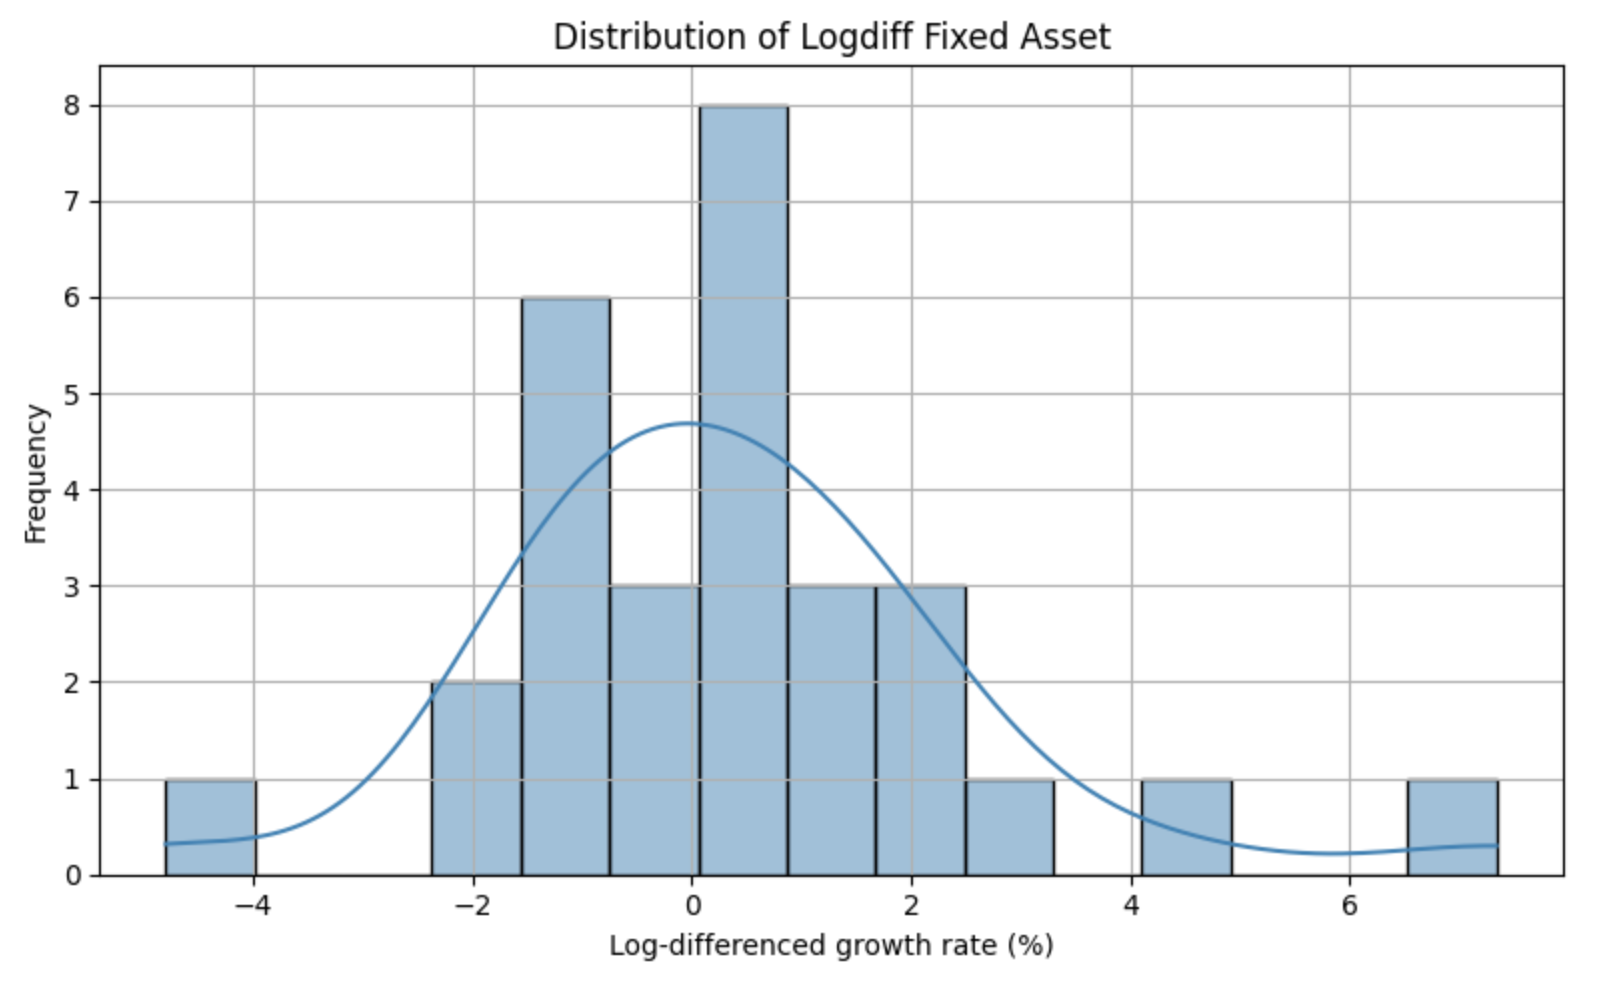 Distribution of Logdiff Fixed Asset
8
7
6
5
4
3
2
1
0
Frequency
−4 −2 0 2 4 6
Log-differenced growth rate (%)